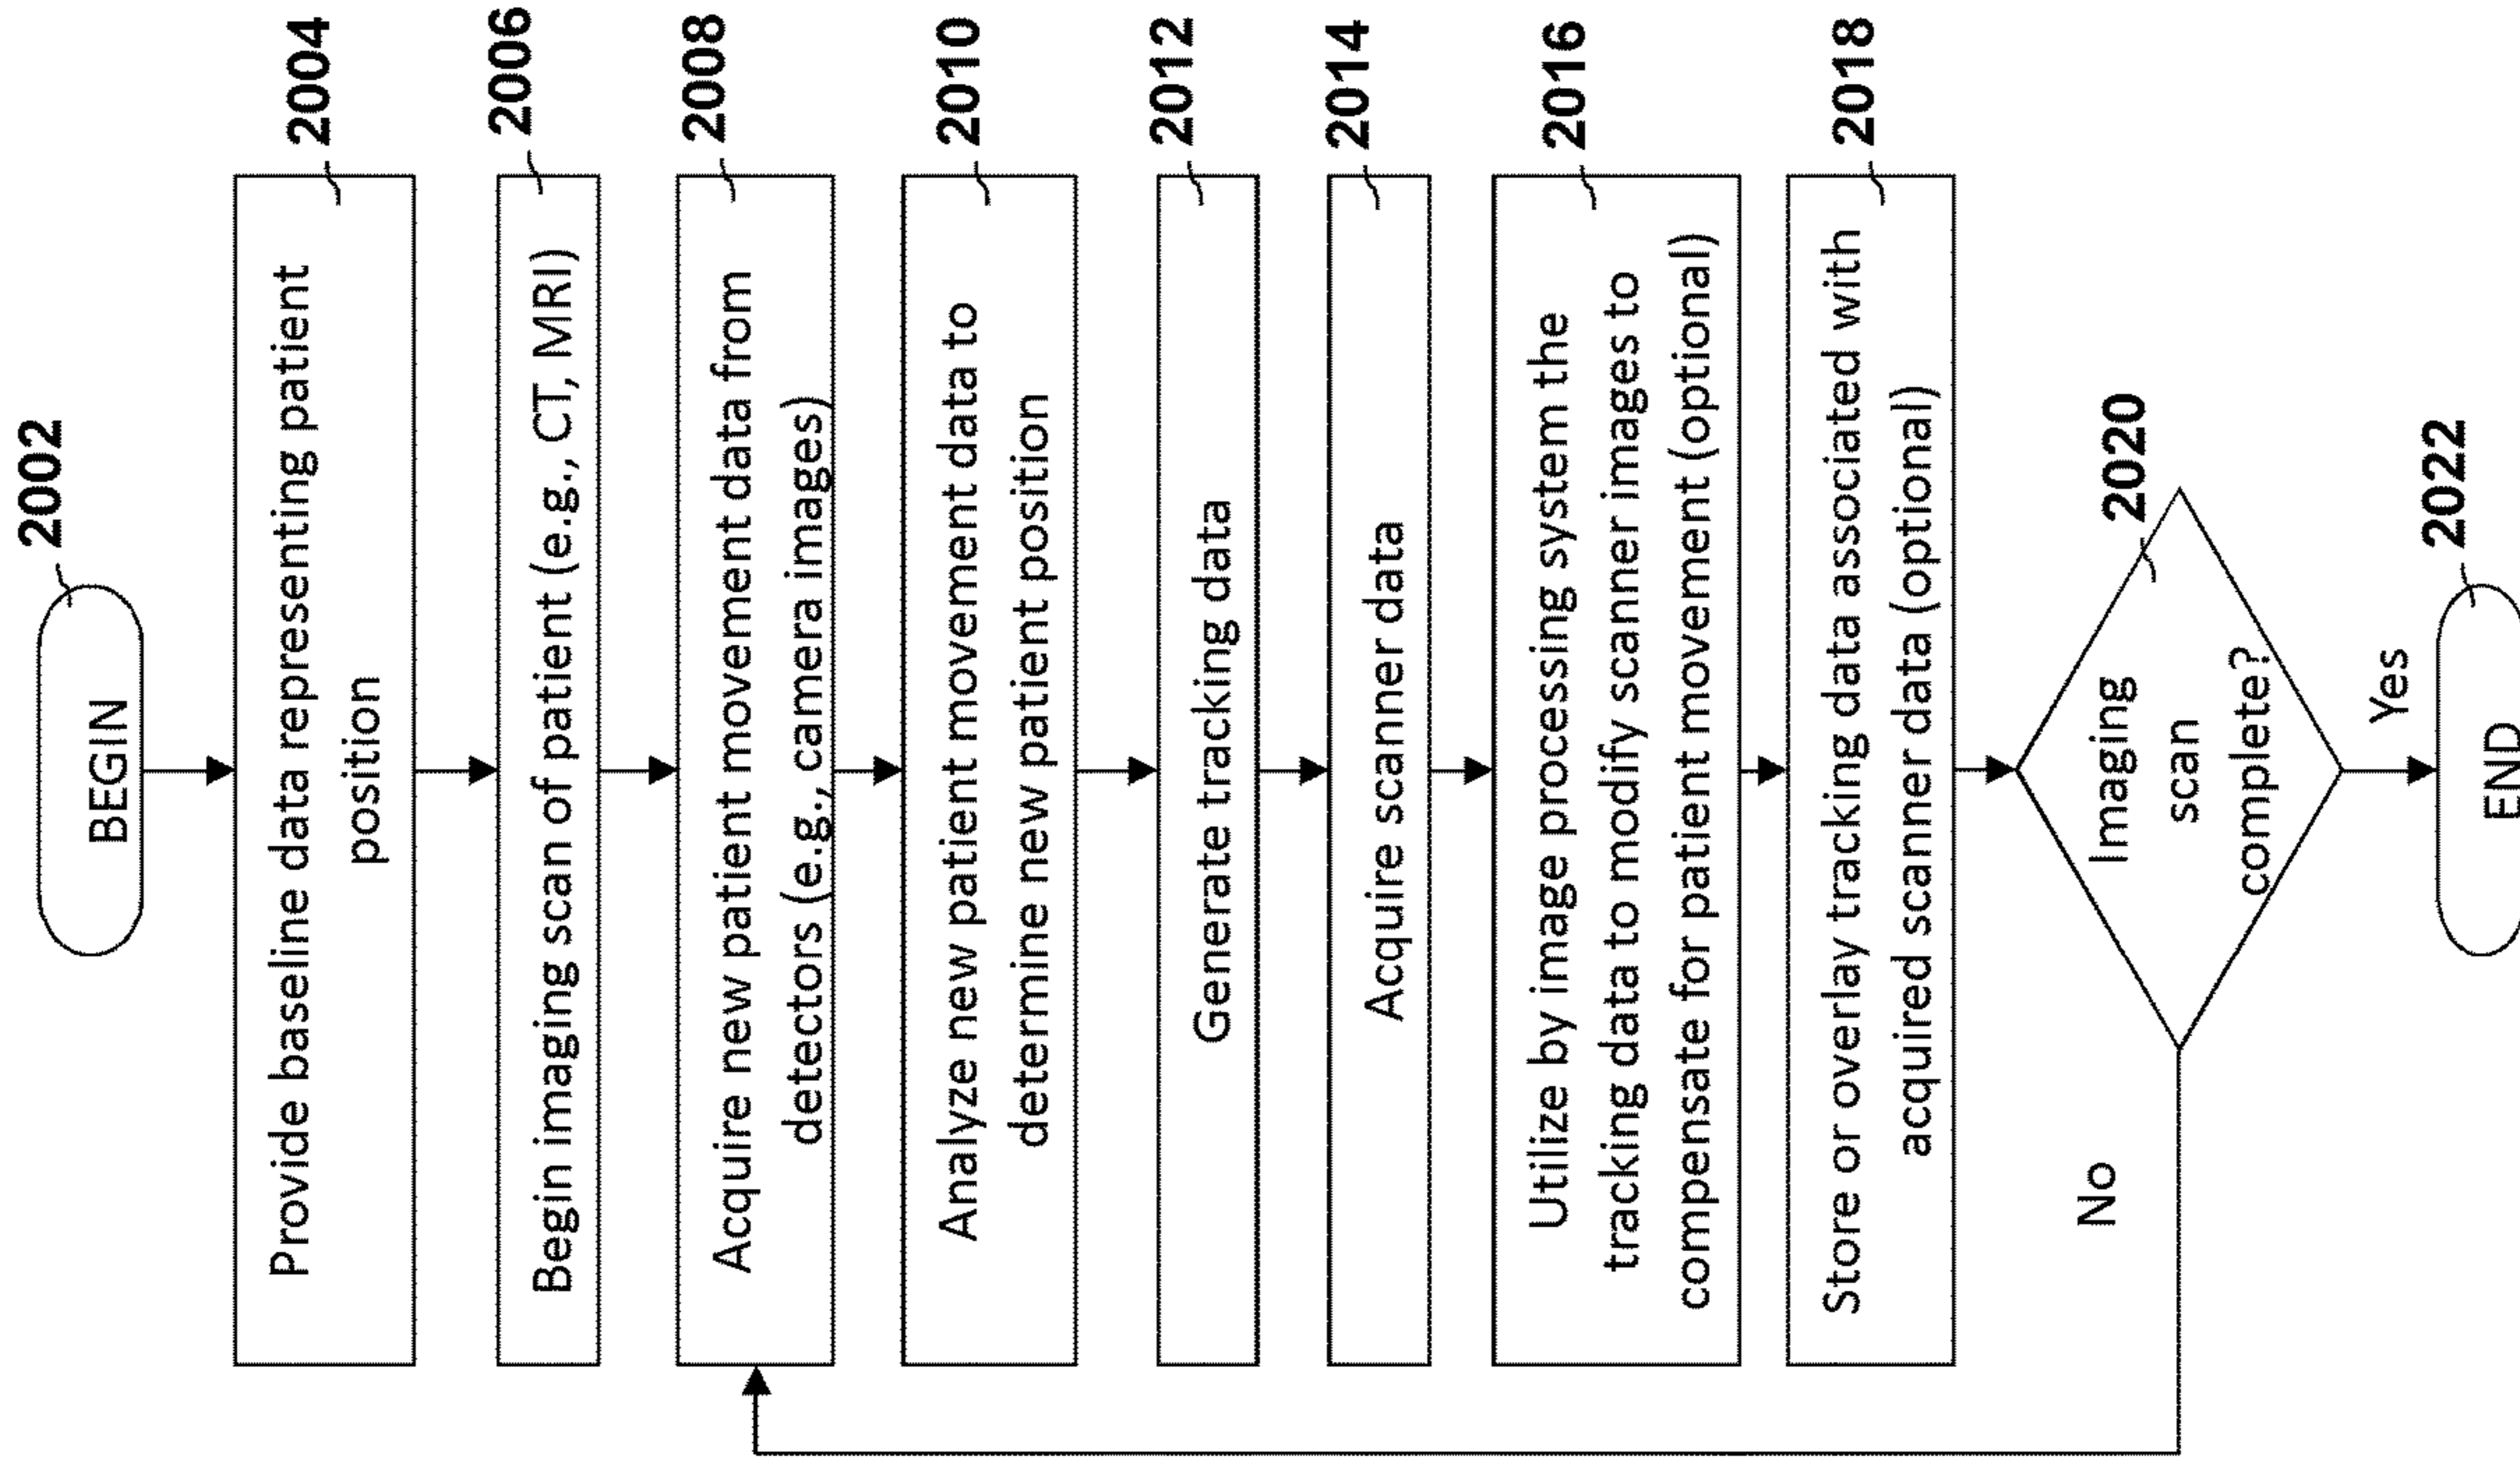 BEGIN
2002
Provide baseline data representing patient
position
2004
Begin imaging scan of patient (e.g., CT, MRI)
2006
Acquire new patient movement data from
detectors (e.g., camera images)
2008
Analyze new patient movement data to
determine new patient position
2010
Generate tracking data
2012
Acquire scanner data
2014
Utilize by image processing system the
tracking data to modify scanner images to
compensate for patient movement (optional)
2016
Store or overlay tracking data associated with
acquired scanner data (optional)
2018
No
Imaging
scan
complete?
2020
Yes
END
2022